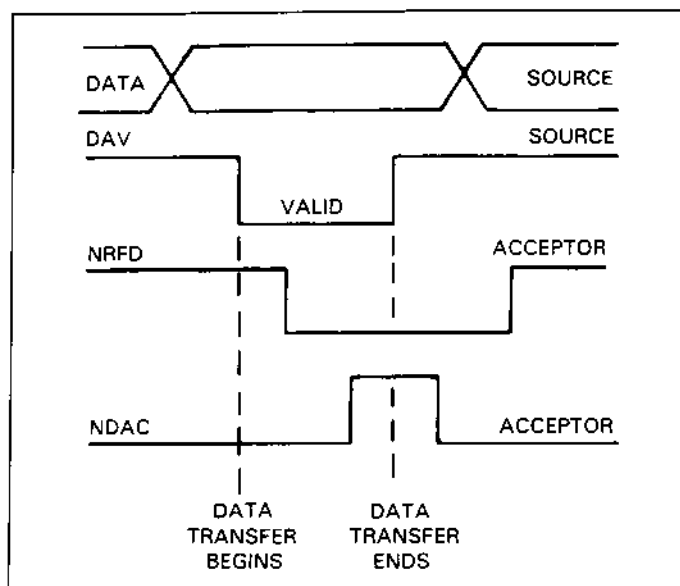 DATA SOURCE
DAV SOURCE
VALID
NRFD ACCEPTOR
NDAC ACCEPTOR
DATA TRANSFER BEGINS
DATA TRANSFER ENDS